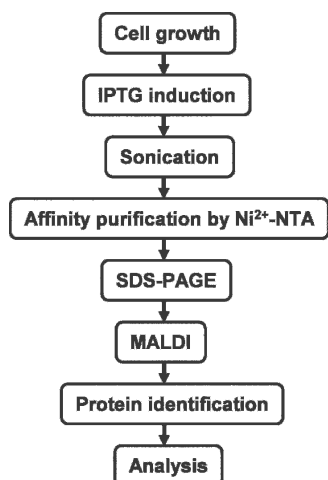 Cell growth
IPTG induction
Sonication
Affinity purification by Ni²⁺-NTA
SDS-PAGE
MALDI
Protein identification
Analysis